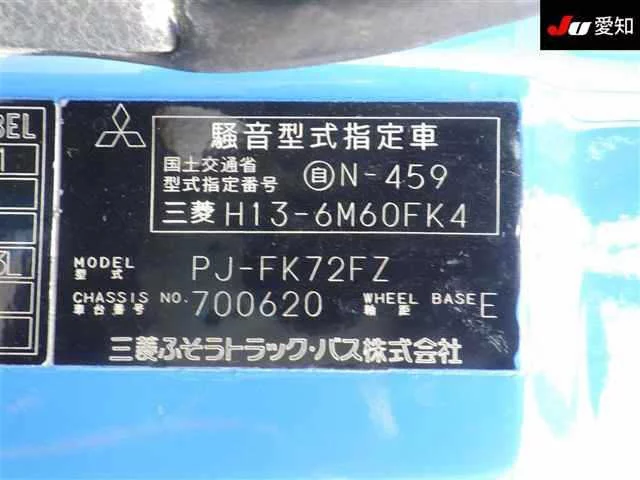 JU 愛知
BEL
騒音型式指定車
国土交通省
型式指定番号 自N-459
三菱 H13-6M60FK4
MODEL
型式 PJ-FK72FZ
CHASSIS NO. 700620 WHEEL BASE E
車台番号 軸距
三菱ふそうトラック・バス株式会社